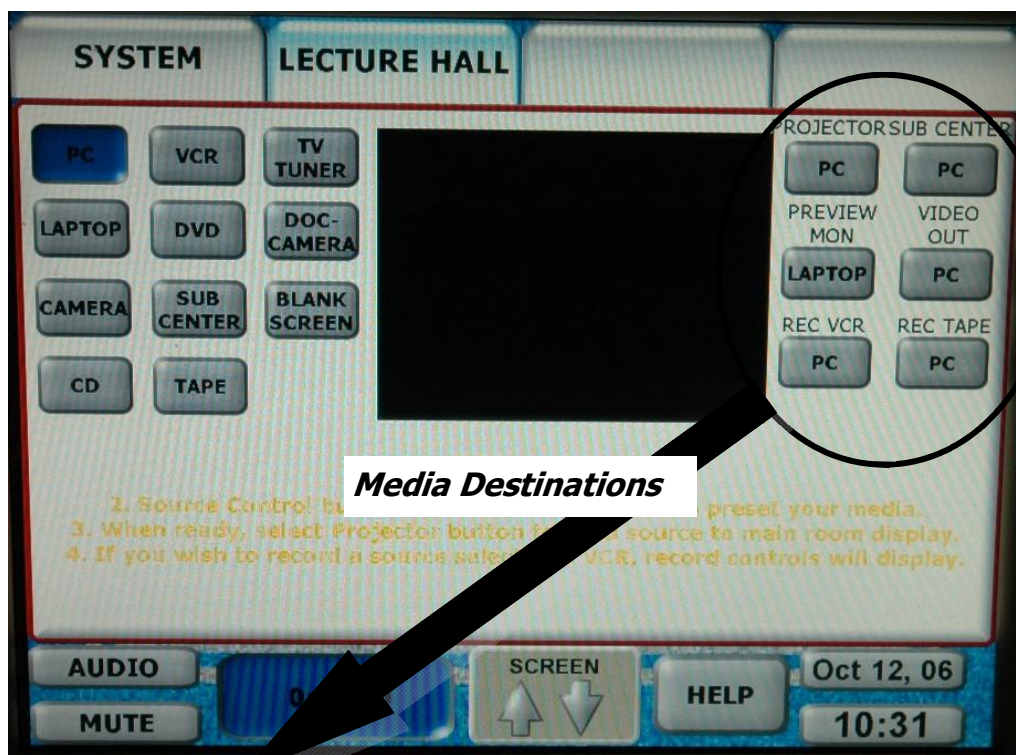 SYSTEM
LECTURE HALL
PC
VCR
TV
TUNER
LAPTOP
DVD
DOC-
CAMERA
CAMERA
SUB
CENTER
BLANK
SCREEN
CD
TAPE
PROJECTOR
SUB CENTER
PC
PC
PREVIEW
MON
VIDEO
OUT
LAPTOP
PC
REC VCR
REC TAPE
PC
PC
Media Destinations
2. Source Control preset your media.
3. When ready, select Projector button source to main room display.
4. If you wish to record a source VCR, record controls will display.
AUDIO
MUTE
SCREEN
HELP
Oct 12, 06
10:31